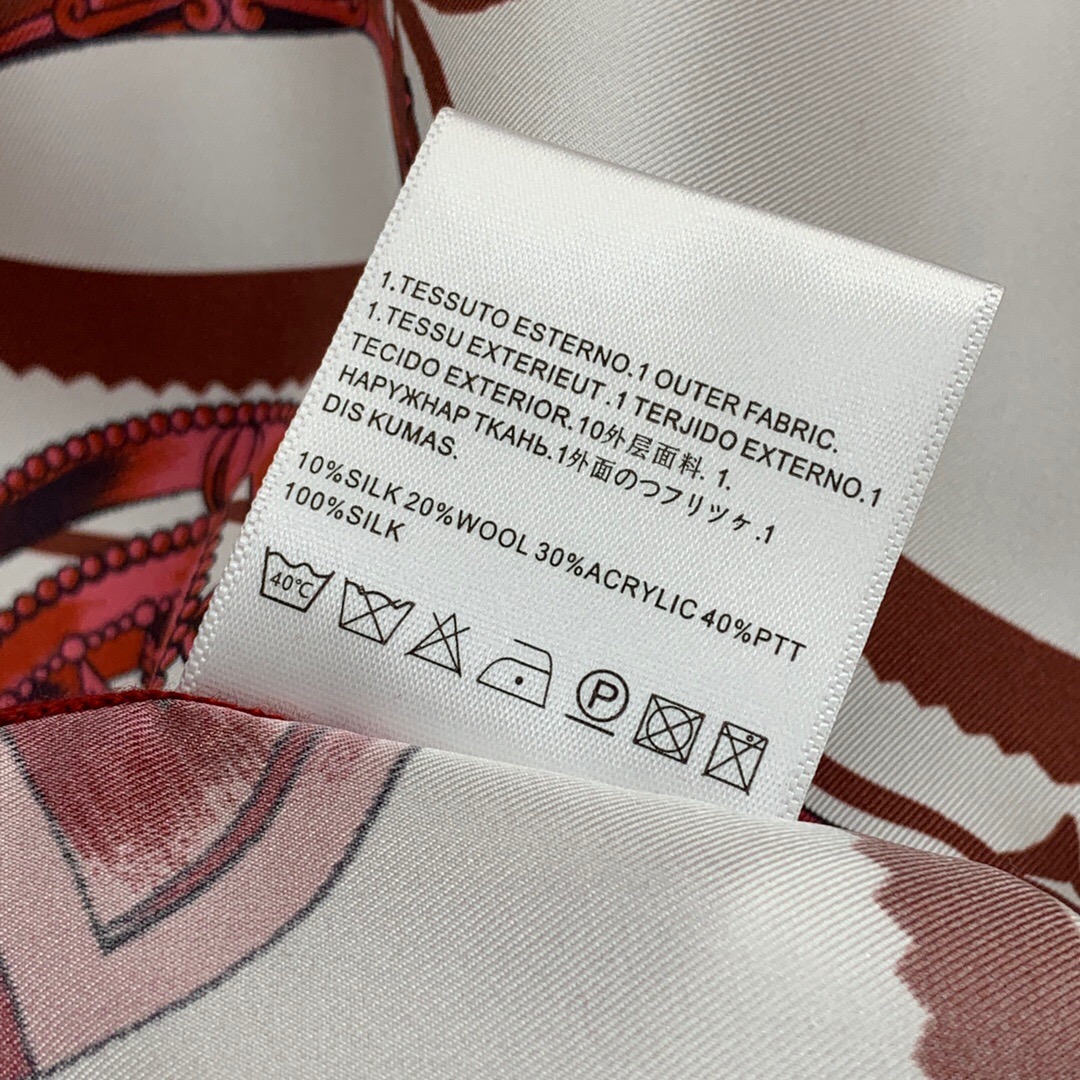 1.TESSUTO ESTERNO.1 OUTER FABRIC.
1.TESSU EXTERIEUT .1 TERJIDO EXTERNO.1
TECIDO EXTERIOR.10外层面料. 1.
НАРУЖНАР ТКАНЬ.1外面のつフリツヶ.1
DIS KUMAS.
10%SILK 20%WOOL 30%ACRYLIC 40%PTT
100%SILK
40℃
P